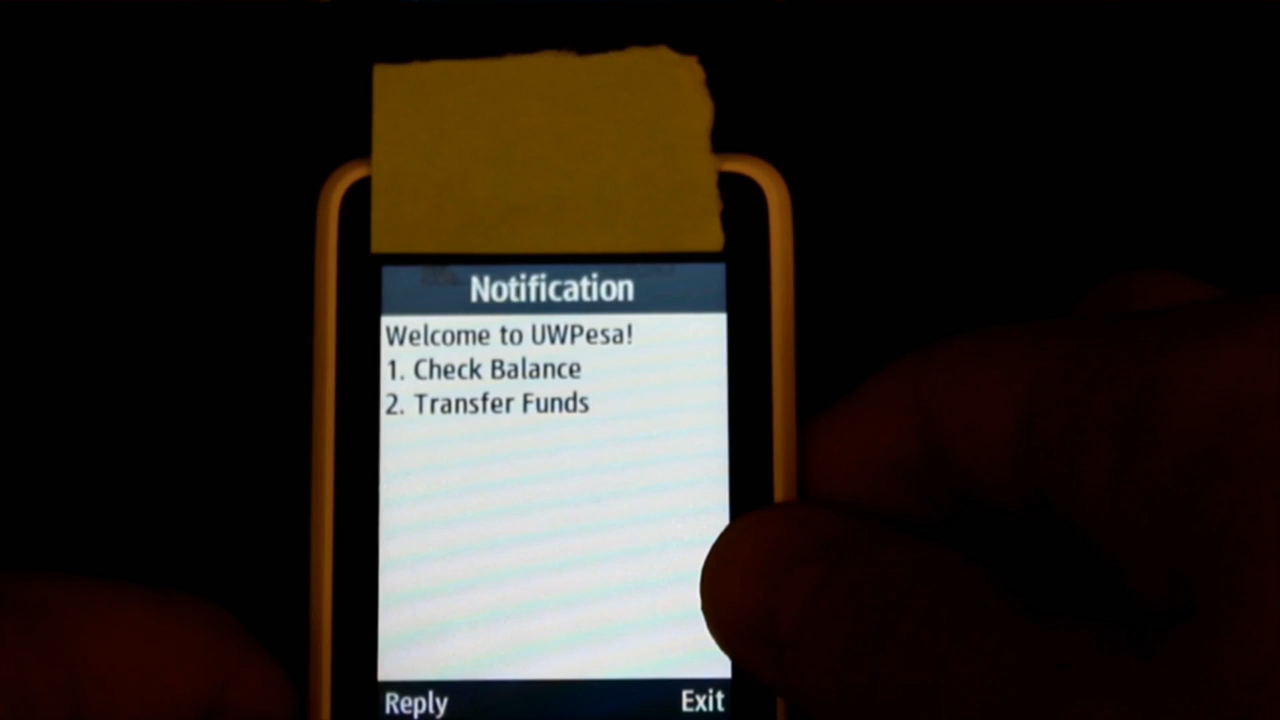 Notification
Welcome to UWPesa!
1. Check Balance
2. Transfer Funds
Reply Exit